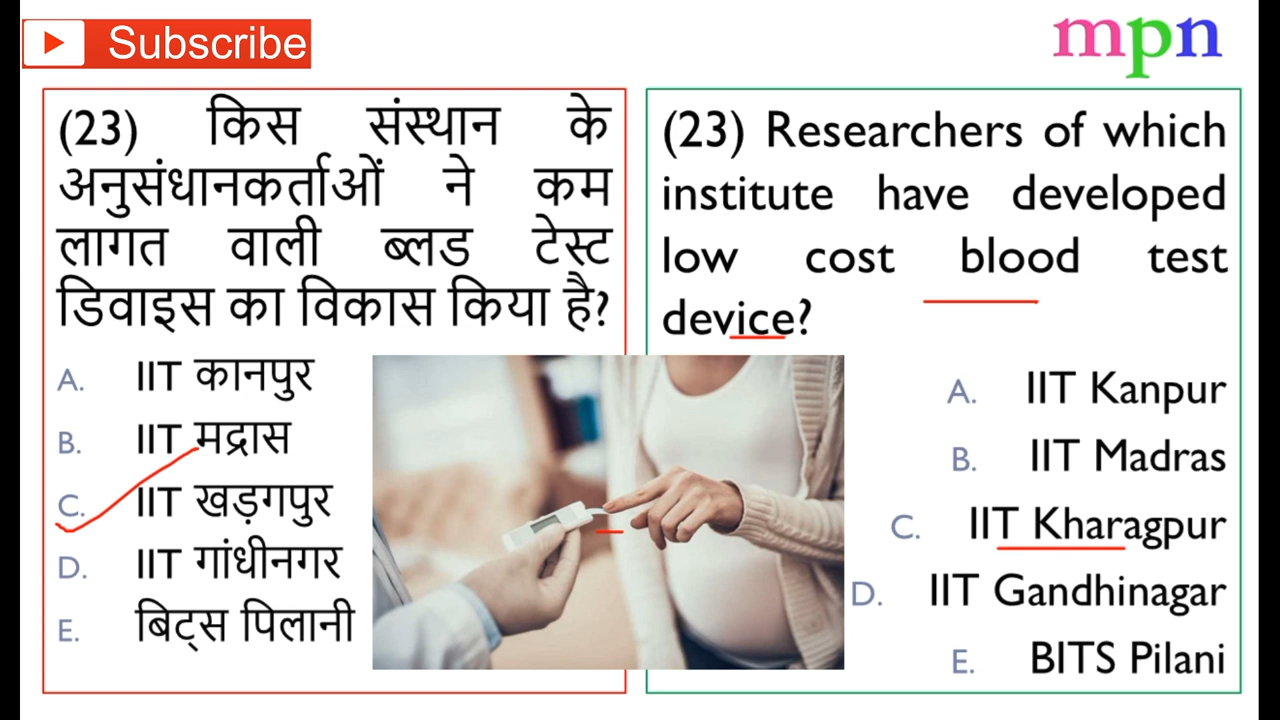 Subscribe
mpn
(23) किस संस्थान के
अनुसंधानकर्ताओं ने कम
लागत वाली ब्लड टेस्ट
डिवाइस का विकास किया है?
A. IIT कानपुर
B. IIT मद्रास
C. IIT खड़गपुर
D. IIT गांधीनगर
E. बिट्स पिलानी
(23) Researchers of which
institute have developed
low cost blood test
device?
A. IIT Kanpur
B. IIT Madras
C. IIT Kharagpur
D. IIT Gandhinagar
E. BITS Pilani